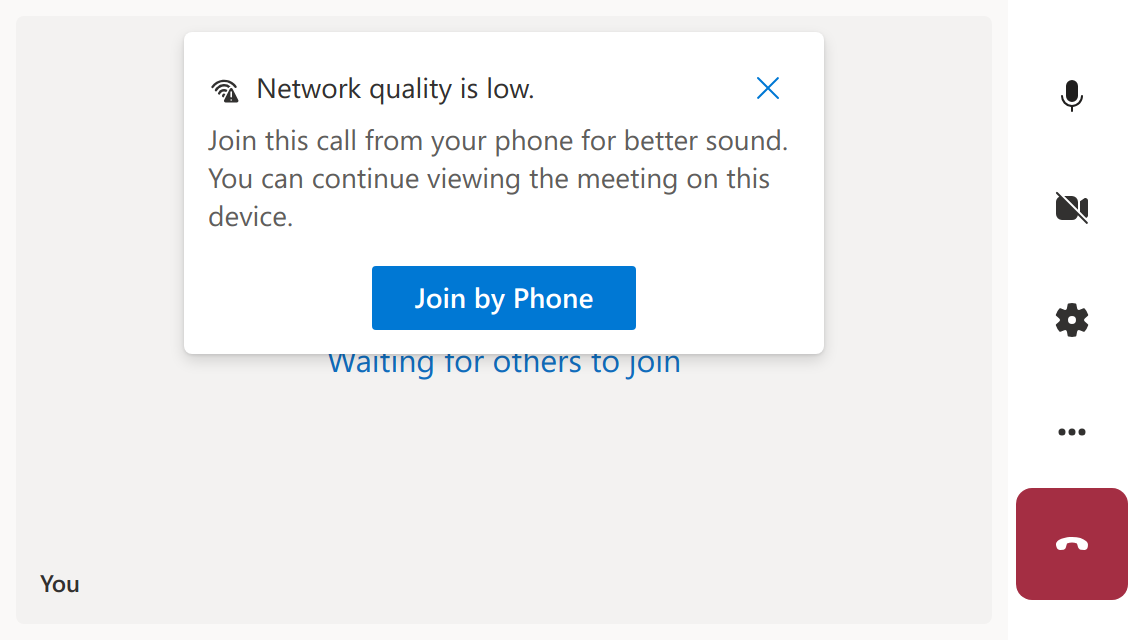 Network quality is low.
Join this call from your phone for better sound.
You can continue viewing the meeting on this
device.
Join by Phone
Waiting for others to join
You